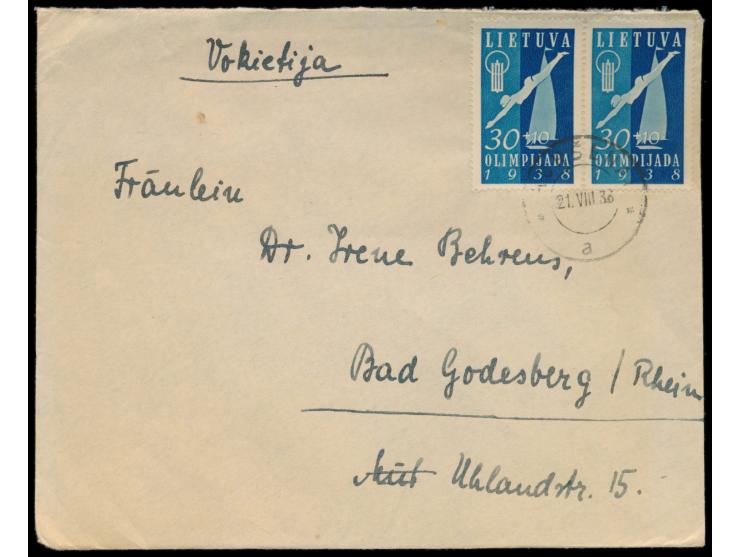 Vokietija
LIETUVA LIETUVA
30+10 30+10
OLIMPIJADA OLIMPIJADA
1938 1938
21.VIII.38
a
Fräulein
Dr. Irene Behrens,
Bad Godesberg / Rhein
Uhlandstr. 15.